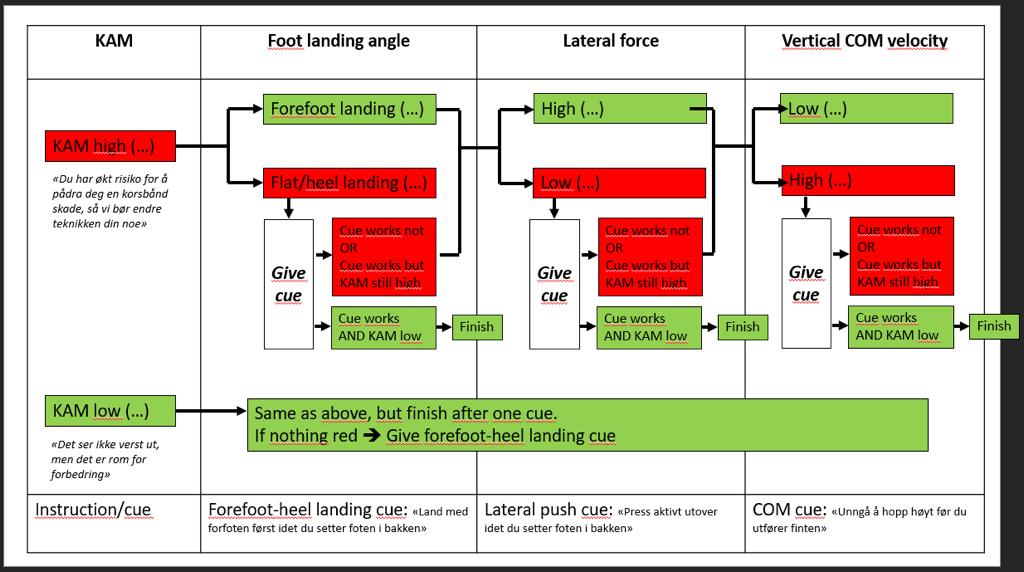 KAM
Foot landing angle
Lateral force
Vertical COM velocity
KAM high (...)
«Du har økt risiko for å
pådra deg en korsbånd
skade, så vi bør endre
teknikken din noe»
Forefoot landing (...)
Flat/heel landing (...)
Give
cue
Cue works not
OR
Cue works but
KAM still high
Cue works
AND KAM low
Finish
High (...)
Low (...)
Give
cue
Cue works not
OR
Cue works but
KAM still high
Cue works
AND KAM low
Finish
Low (...)
High (...)
Give
cue
Cue works not
OR
Cue works but
KAM still high
Cue works
AND KAM low
Finish
KAM low (...)
«Det ser ikke verst ut,
men det er rom for
forbedring»
Same as above, but finish after one cue.
If nothing red ➔ Give forefoot-heel landing cue
Instruction/cue
Forefoot-heel landing cue: «Land med
forfoten først idet du setter foten i bakken»
Lateral push cue: «Press aktivt utover
idet du setter foten i bakken»
COM cue: «Unngå å hopp høyt før du
utfører finten»